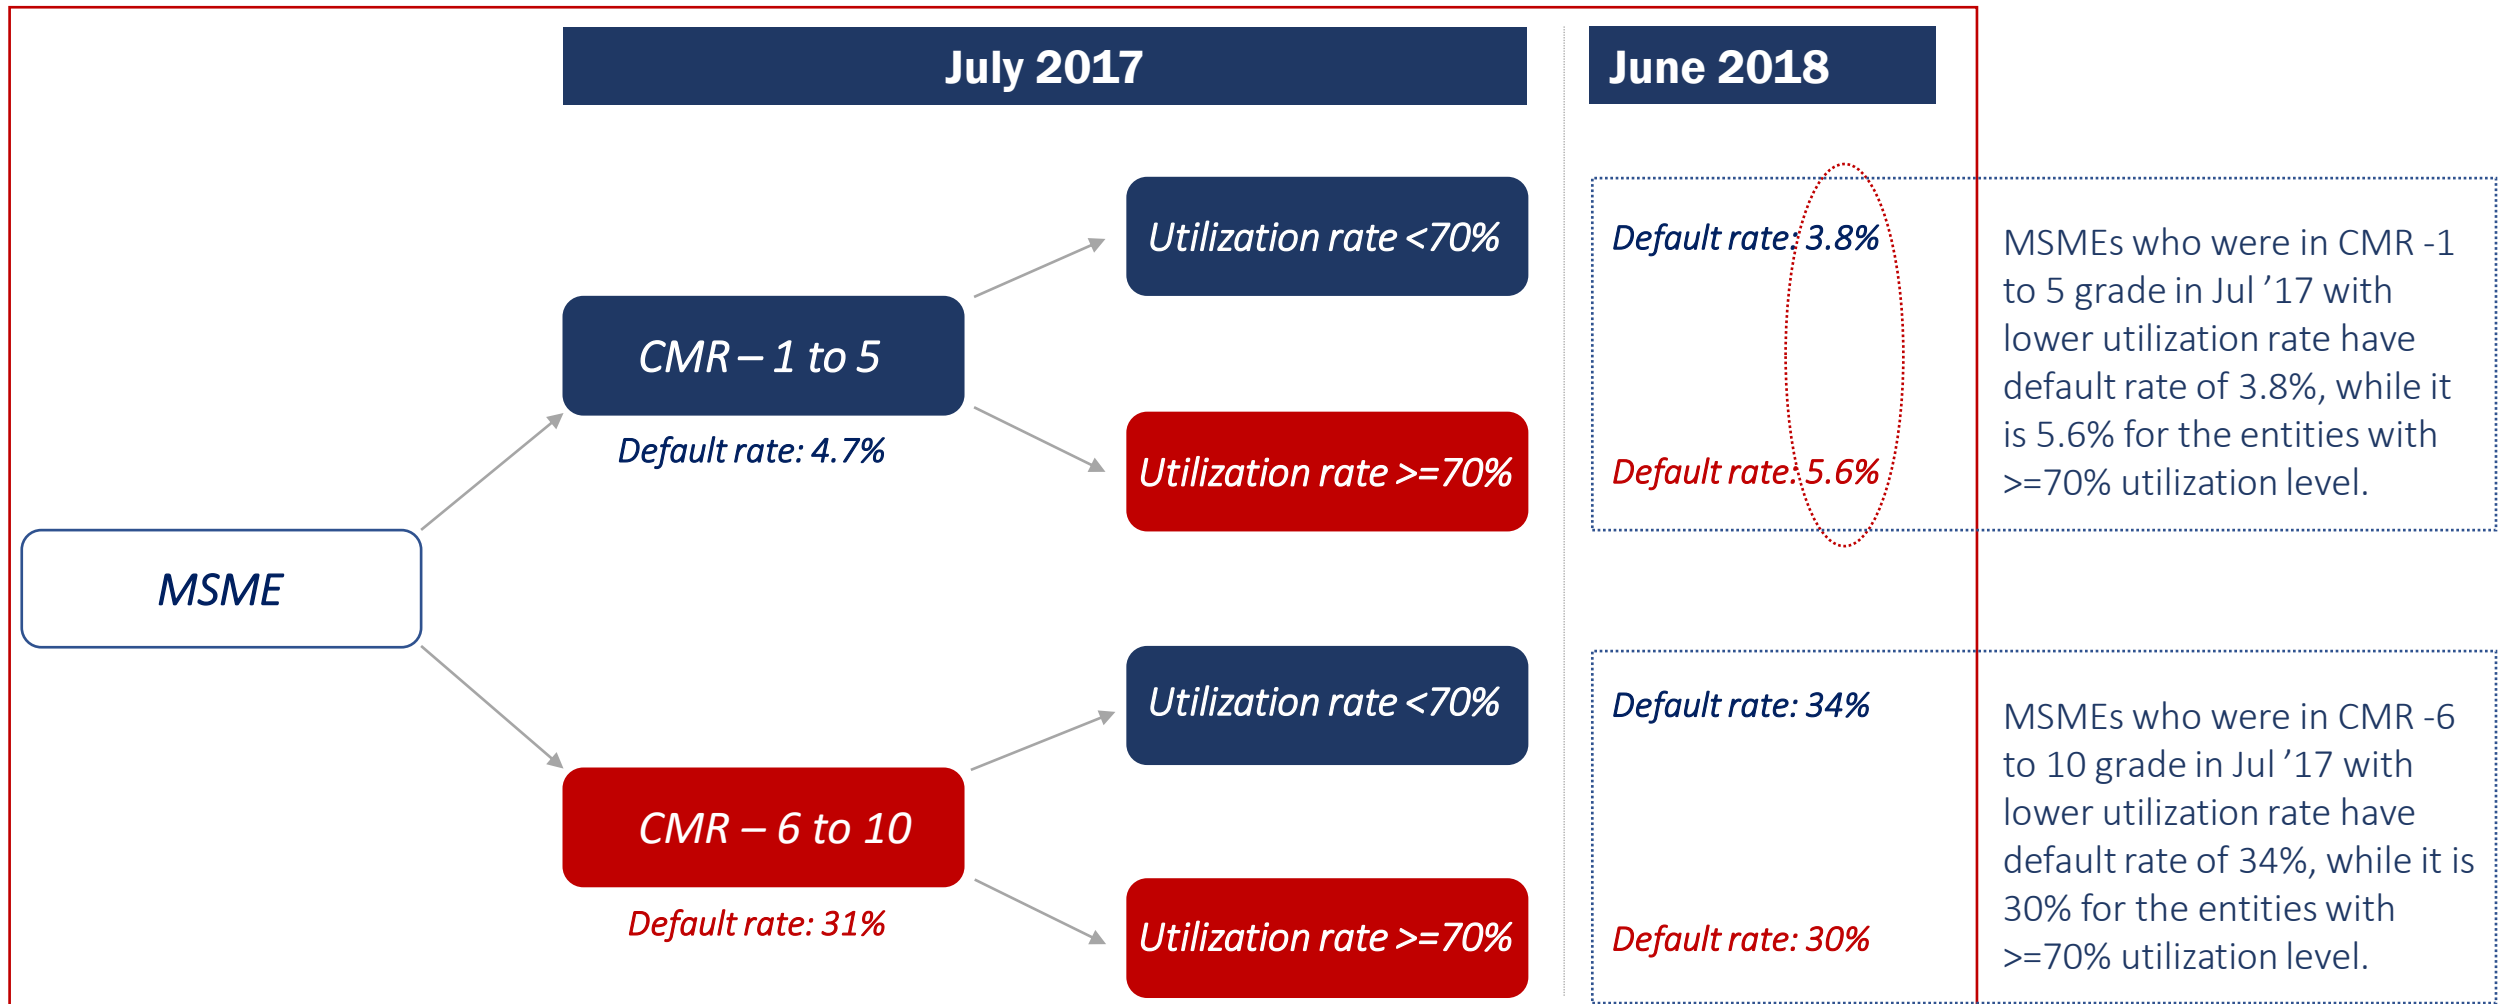 July 2017
June 2018
MSME
CMR – 1 to 5
Default rate: 4.7%
Utilization rate <70%
Utilization rate >=70%
Default rate: 3.8%
Default rate: 5.6%
MSMEs who were in CMR -1
to 5 grade in Jul ’17 with
lower utilization rate have
default rate of 3.8%, while it
is 5.6% for the entities with
>=70% utilization level.
CMR – 6 to 10
Default rate: 31%
Utilization rate <70%
Utilization rate >=70%
Default rate: 34%
Default rate: 30%
MSMEs who were in CMR -6
to 10 grade in Jul ’17 with
lower utilization rate have
default rate of 34%, while it is
30% for the entities with
>=70% utilization level.